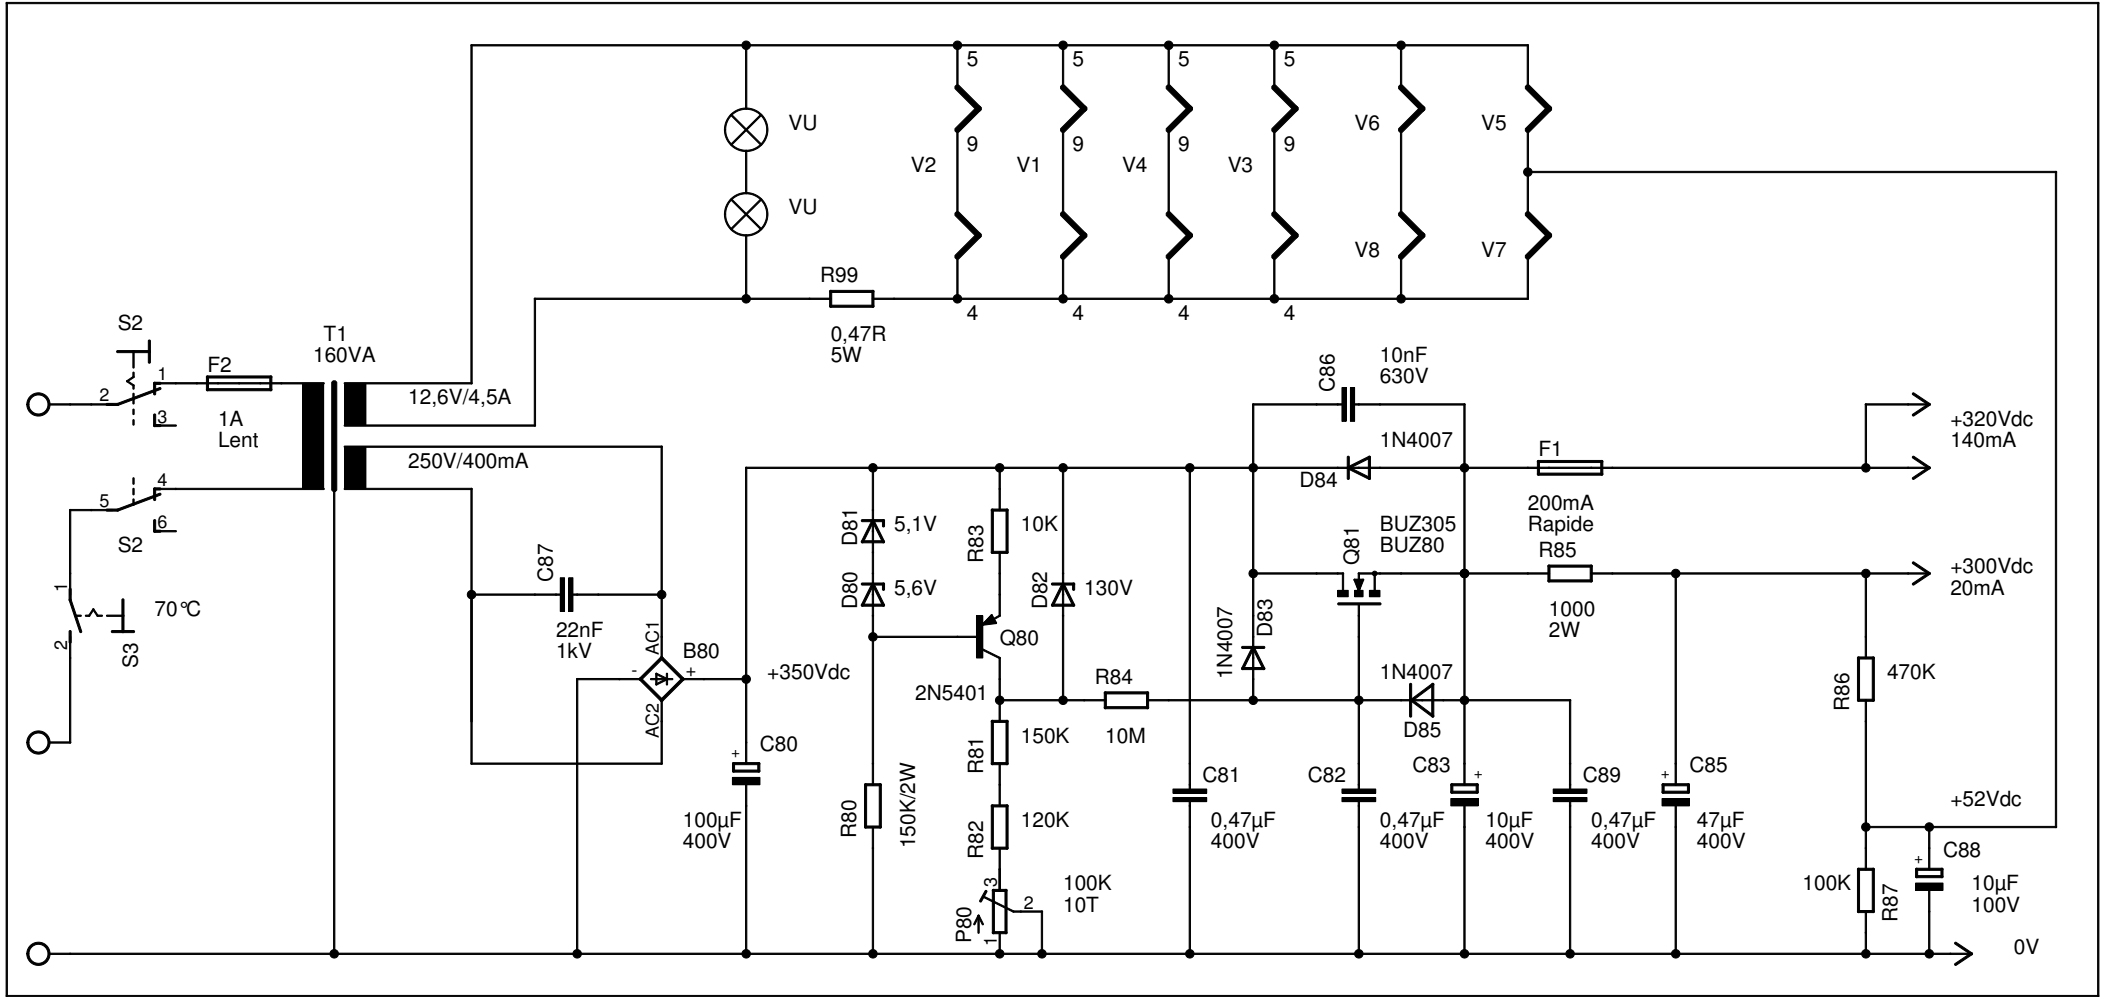 5
5
5
5
VU
V6
V5
9
9
9
9
V2
V1
V4
V3
VU
V8
V7
R99
0,47R
5W
4
4
4
4
S2
T1
160VA
F2
1
2
3
1A
Lent
12,6V/4,5A
250V/400mA
4
5
6
S2
C86
10nF
630V
1N4007
D84
F1
200mA
Rapide
+320Vdc
140mA
D81
5,1V
R83
10K
Q81
BUZ305
BUZ80
R85
1000
2W
+300Vdc
20mA
C87
22nF
1kV
D80
5,6V
D82
130V
1
2
S3
70°C
AC1
AC2
-
+
B80
+350Vdc
Q80
2N5401
1N4007
D83
R84
10M
1N4007
D85
R86
470K
+
C80
100µF
400V
R80
150K/2W
R81
150K
R82
120K
C81
0,47µF
400V
C82
0,47µF
400V
C83
+
10µF
400V
C89
0,47µF
400V
+
C85
47µF
400V
+52Vdc
P80
3
2
1
100K
10T
100K
R87
+
C88
10µF
100V
0V